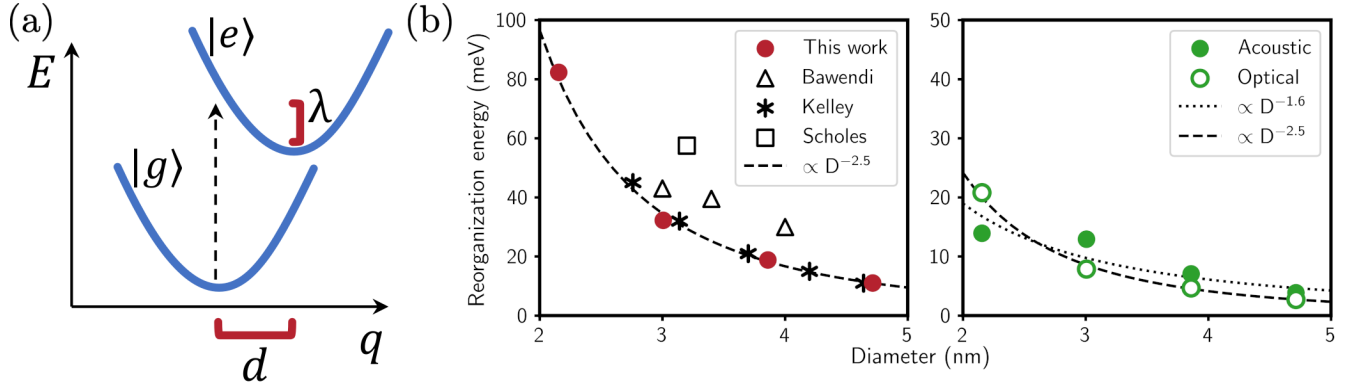 (a)
E
|e⟩
λ
|g⟩
d
q
(b)
Reorganization energy (meV)
100
80
60
40
20
0
2
3
4
5
This work
Bawendi
Kelley
Scholes
∝ D⁻²·⁵
50
40
30
20
10
0
2
3
4
5
Acoustic
Optical
∝ D⁻¹·⁶
∝ D⁻²·⁵
Diameter (nm)